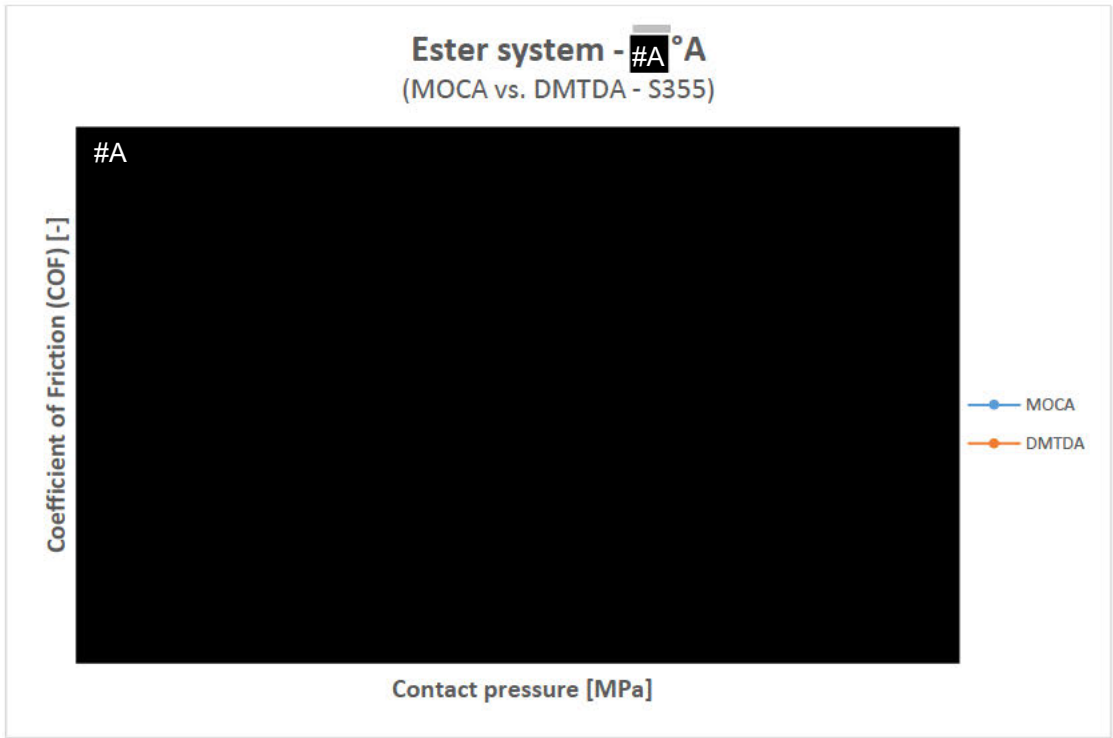 Ester system - #A °A
(MOCA vs. DMTDA - S355)
#A
Coefficient of Friction (COF) [-]
MOCA
DMTDA
Contact pressure [MPa]